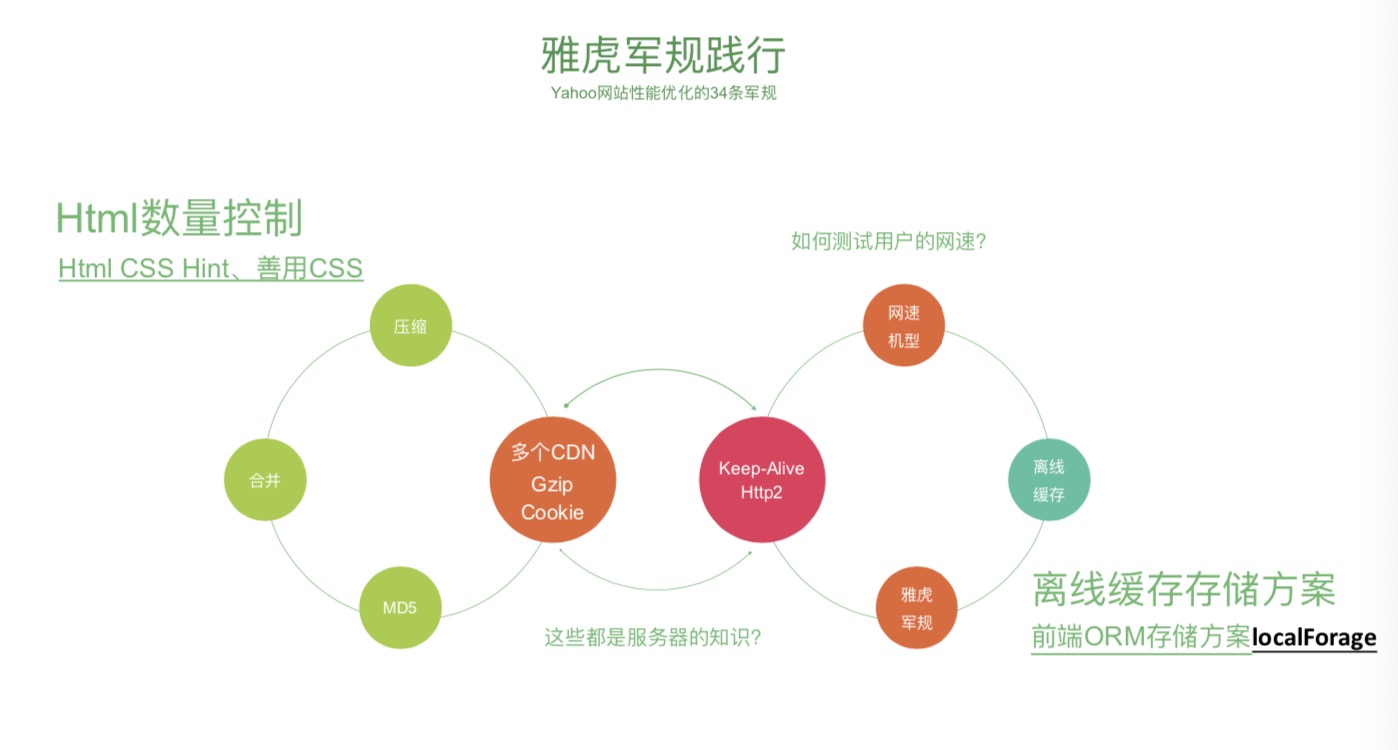 雅虎军规践行
Yahoo网站性能优化的34条军规
Html数量控制
Html CSS Hint、善用CSS
如何测试用户的网速?
压缩
网速
机型
合并
多个CDN
Gzip
Cookie
Keep-Alive
Http2
离线
缓存
MD5
雅虎
军规
这些都是服务器的知识?
离线缓存存储方案
前端ORM存储方案localForage